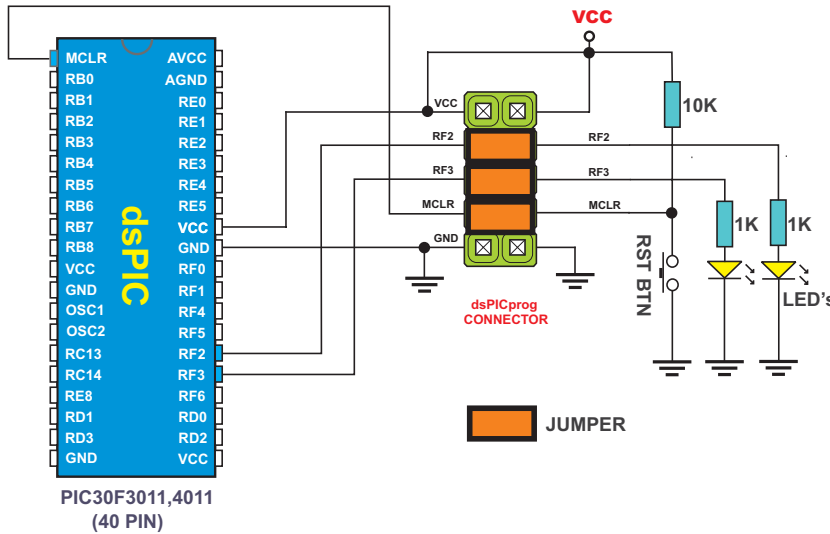 VCC
MCLR
RB0
RB1
RB2
RB3
RB4
RB5
RB6
RB7
RB8
VCC
GND
OSC1
OSC2
RC13
RC14
RE8
RD1
RD3
GND
dsPIC
AVCC
AGND
RE0
RE1
RE2
RE3
RE4
RE5
VCC
GND
RF0
RF1
RF4
RF5
RF2
RF3
RF6
RD0
RD2
VCC
PIC30F3011,4011
(40 PIN)
VCC
RF2
RF3
MCLR
GND
RF2
RF3
MCLR
dsPICprog
CONNECTOR
10K
1K
1K
RST BTN
LED's
JUMPER